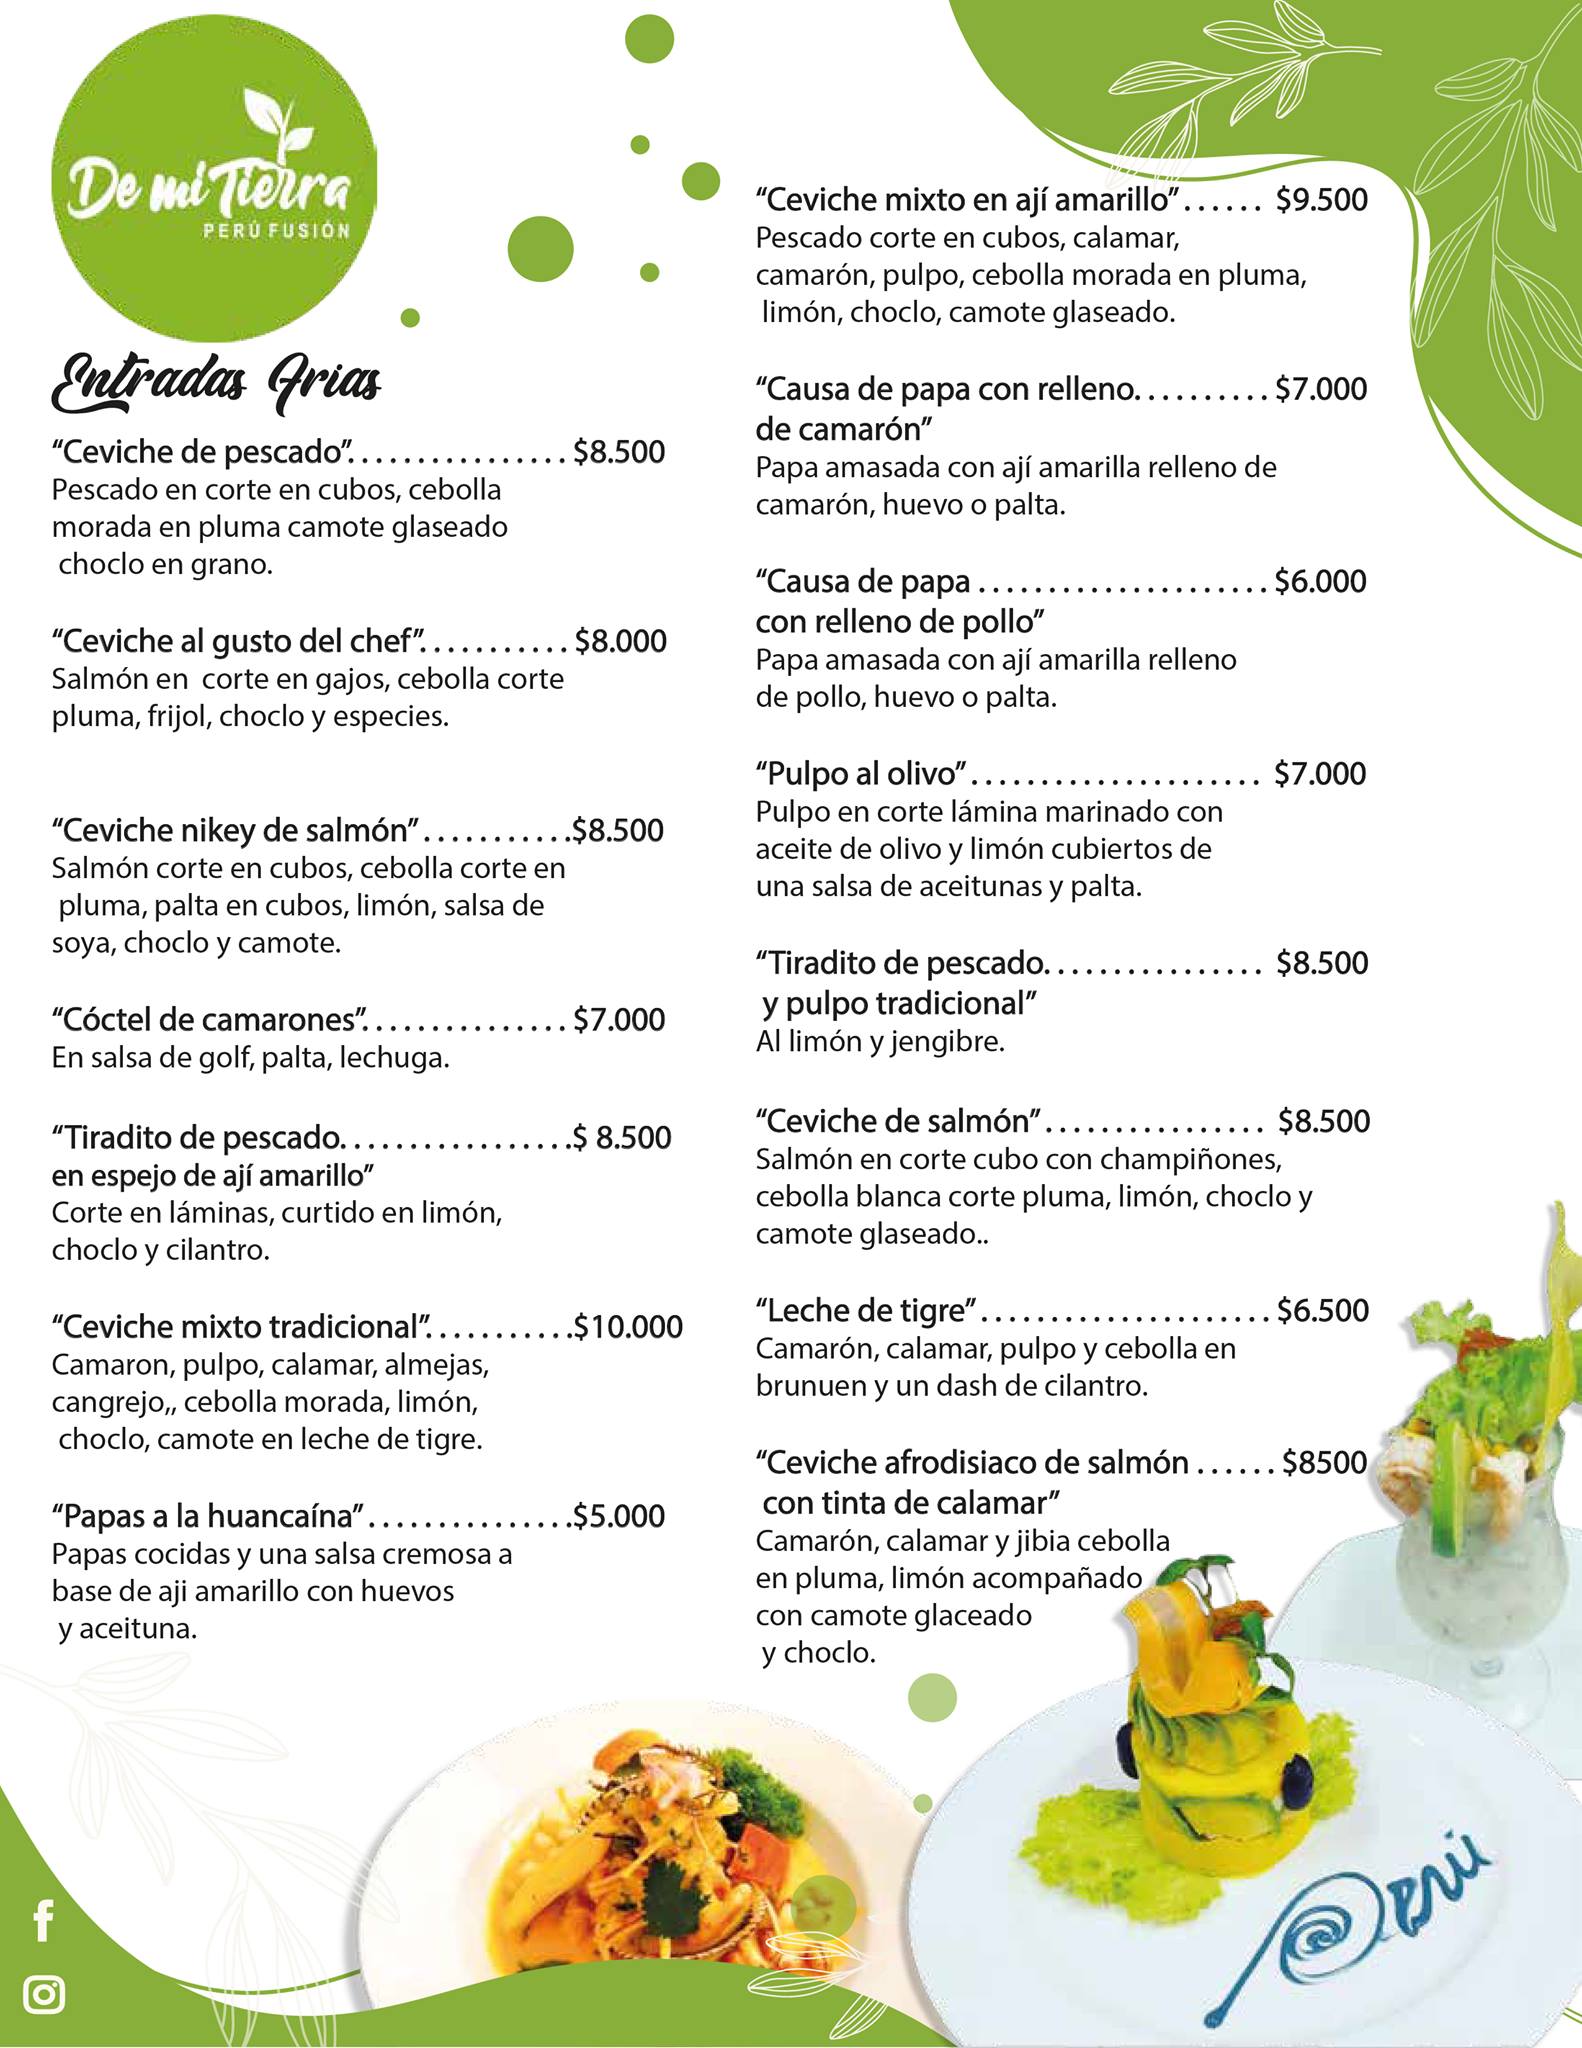 De mi Tierra
PERÚ FUSIÓN
Entradas Frias
“Ceviche de pescado”................ $8.500
Pescado en corte en cubos, cebolla
morada en pluma camote glaseado
choclo en grano.
“Ceviche al gusto del chef”........... $8.000
Salmón en corte en gajos, cebolla corte
pluma, frijol, choclo y especies.
“Ceviche nikey de salmón”...........$8.500
Salmón corte en cubos, cebolla corte en
pluma, palta en cubos, limón, salsa de
soya, choclo y camote.
“Cóctel de camarones”............... $7.000
En salsa de golf, palta, lechuga.
“Tiradito de pescado.................$ 8.500
en espejo de ají amarillo”
Corte en láminas, curtido en limón,
choclo y cilantro.
“Ceviche mixto tradicional”...........$10.000
Camaron, pulpo, calamar, almejas,
cangrejo,, cebolla morada, limón,
choclo, camote en leche de tigre.
“Papas a la huancaína”...............$5.000
Papas cocidas y una salsa cremosa a
base de aji amarillo con huevos
y aceituna.
“Ceviche mixto en ají amarillo”...... $9.500
Pescado corte en cubos, calamar,
camarón, pulpo, cebolla morada en pluma,
limón, choclo, camote glaseado.
“Causa de papa con relleno.......... $7.000
de camarón”
Papa amasada con ají amarilla relleno de
camarón, huevo o palta.
“Causa de papa ..................... $6.000
con relleno de pollo”
Papa amasada con ají amarilla relleno
de pollo, huevo o palta.
“Pulpo al olivo”..................... $7.000
Pulpo en corte lámina marinado con
aceite de olivo y limón cubiertos de
una salsa de aceitunas y palta.
“Tiradito de pescado................ $8.500
y pulpo tradicional”
Al limón y jengibre.
“Ceviche de salmón”................ $8.500
Salmón en corte cubo con champiñones,
cebolla blanca corte pluma, limón, choclo y
camote glaseado..
“Leche de tigre”..................... $6.500
Camarón, calamar, pulpo y cebolla en
brunuen y un dash de cilantro.
“Ceviche afrodisiaco de salmón ...... $8500
con tinta de calamar”
Camarón, calamar y jibia cebolla
en pluma, limón acompañado
con camote glaceado
y choclo.
Perú
f